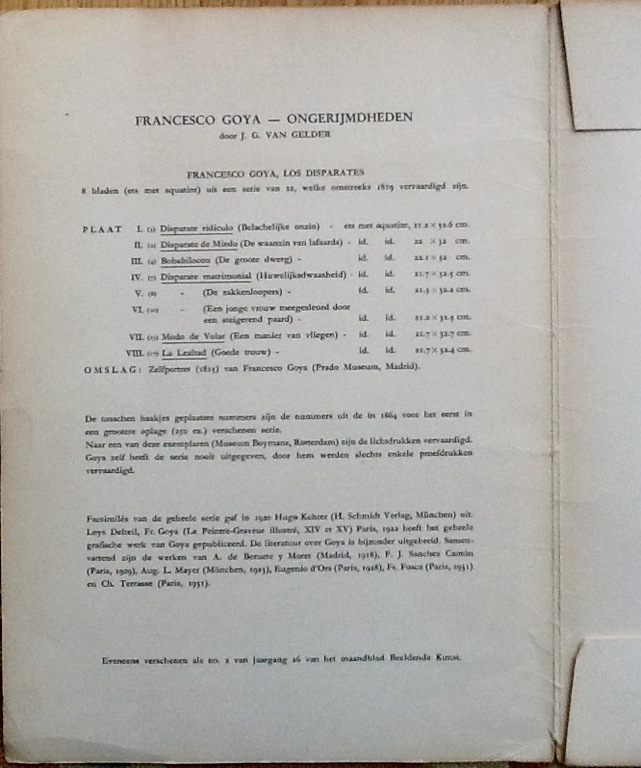 FRANCESCO GOYA — ONGERIJMDHEDEN
door J. G. VAN GELDER
FRANCESCO GOYA, LOS DISPARATES
8 bladen (ets met aquatint) uit een serie van 22, welke omstreeks 1819 vervaardigd zijn.
PLAAT I. (1) Disparate ridiculo (Belachelijke onzin) - ets met aquatint, 21.2 × 32.6 cm.
II. (2) Disparate de Miedo (De waanzin van lafaards) - id. id. 22 × 32 cm.
III. (4) Bobabilocon (De groote dwerg) - id. id. 22.1 × 32 cm.
IV. (7) Disparate matrimonial (Huwelijksdwaasheid) - id. id. 21.7 × 32.5 cm.
V. (8) - (De zakkenloopers) - id. id. 21.5 × 32.2 cm.
VI. (10) - (Een jonge vrouw meegesleurd door
een steigerend paard) - id. id. 21.2 × 31.5 cm.
VII. (13) Modo de Volar (Een manier van vliegen) - id. id. 21.7 × 32.7 cm.
VIII. (17) La Lealtad (Goede trouw) - id. id. 21.7 × 32.4 cm.
OMSLAG: Zelfportret (1815) van Francesco Goya (Prado Museum, Madrid).
De tusschen haakjes geplaatste nummers zijn de nummers uit de in 1864 voor het eerst in
een grootere oplage (250 ex.) verschenen serie.
Naar een van deze exemplaren (Museum Boymans, Rotterdam) zijn de lichtdrukken vervaardigd.
Goya zelf heeft de serie nooit uitgegeven, door hem werden slechts enkele proefdrukken
vervaardigd.
Facsimilés van de geheele serie gaf in 1920 Hugo Kehrer (H. Schmidt Verlag, München) uit.
Loys Delteil, Fr. Goya (Le Peintre-Graveur illustré, XIV et XV) Paris, 1922 heeft het geheele
grafische werk van Goya gepubliceerd. De literatuur over Goya is bijzonder uitgebreid. Samen-
vattend zijn de werken van A. de Beruete y Moret (Madrid, 1918), F. J. Sanchez Cantón
(Paris, 1930), Aug. L. Mayer (München, 1923), Eugenio d'Ors (Paris, 1928), Fr. Fosca (Paris, 1931)
en Ch. Terrasse (Paris, 1931).
Eveneens verschenen als no. 2 van jaargang 26 van het maandblad Beeldende Kunst.